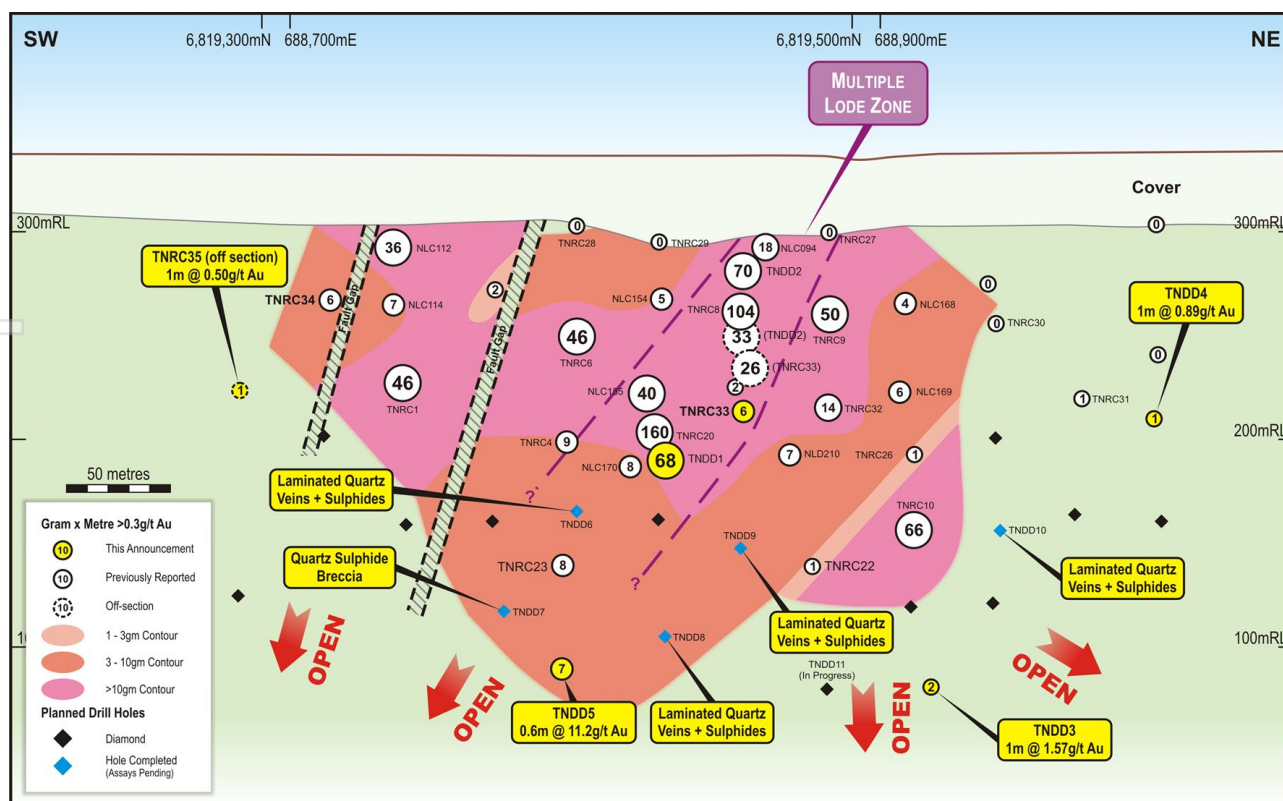 SW
6,819,300mN
688,700mE
6,819,500mN
688,900mE
NE
MULTIPLE
LODE ZONE
Cover
300mRL
300mRL
TNRC35 (off section)
1m @ 0.50g/t Au
TNRC34
6
Fault Gap
36
NLC112
7
NLC114
46
TNRC1
2
Fault Gap
0
TNRC28
0
TNRC29
18
NLC094
0
TNRC27
0
70
TNDD2
NLC154
5
TNRC8
104
33
(TNDD2)
50
TNRC9
4
NLC168
0
0
TNRC30
TNDD4
1m @ 0.89g/t Au
0
46
TNRC6
26
(TNRC33)
2
NLC155
40
TNRC33
6
14
TNRC32
6
NLC169
1
TNRC31
1
1
160
TNRC20
TNRC4
9
68
TNDD1
NLC170
8
7
NLD210
TNRC26
1
200mRL
200mRL
50 metres
Laminated Quartz
Veins + Sulphides
?
TNDD6
TNRC10
66
TNDD9
TNDD10
Quartz Sulphide
Breccia
TNRC23
8
1
TNRC22
?
Laminated Quartz
Veins + Sulphides
TNDD7
TNDD8
Laminated Quartz
Veins + Sulphides
100mRL
OPEN
OPEN
OPEN
OPEN
TNDD11
(In Progress)
7
2
TNDD5
0.6m @ 11.2g/t Au
Laminated Quartz
Veins + Sulphides
TNDD3
1m @ 1.57g/t Au
Gram x Metre >0.3g/t Au
10
This Announcement
10
Previously Reported
10
Off-section
1 - 3gm Contour
3 - 10gm Contour
>10gm Contour
Planned Drill Holes
Diamond
Hole Completed
(Assays Pending)